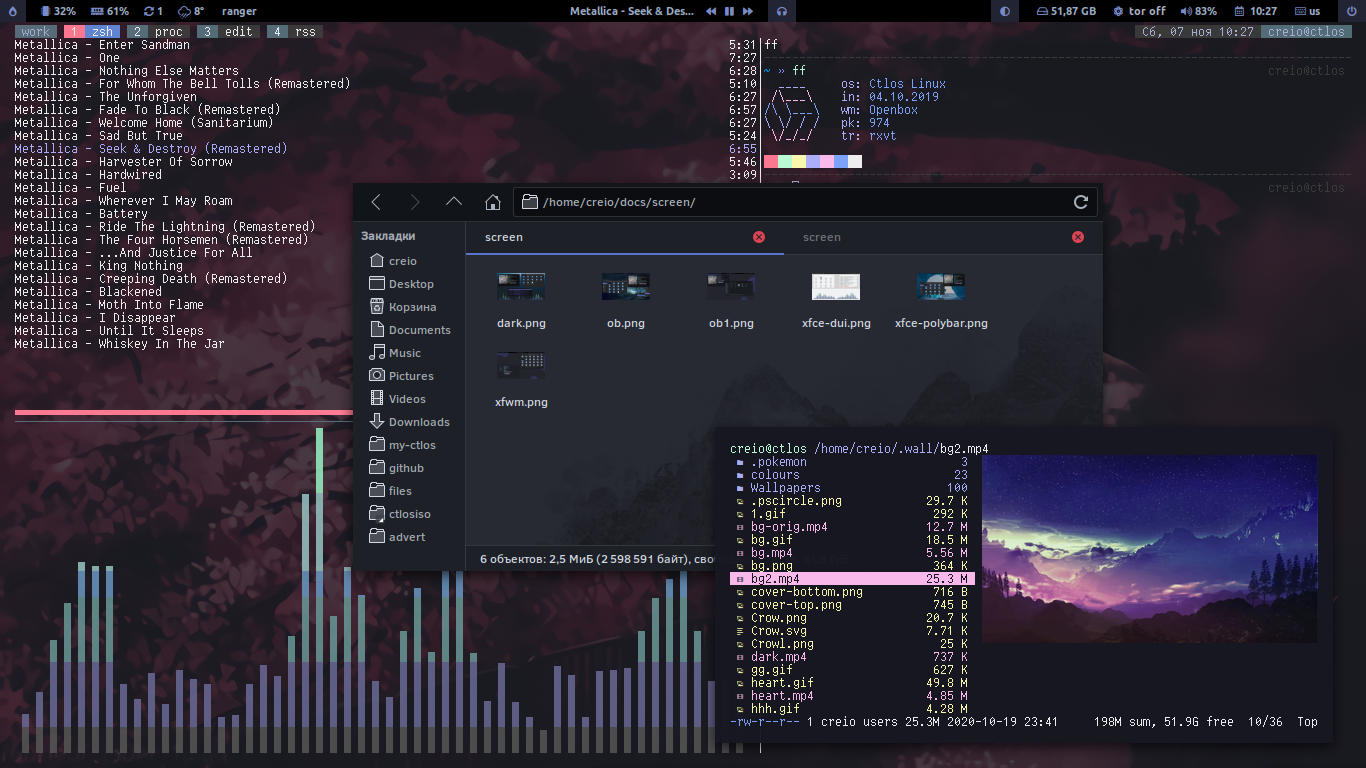 32% 61% 1 8° ranger Metallica - Seek & Des... 51,87 GB tor off 83% 10:27 us
work 1 zsh 2 proc 3 edit 4 rss Сб, 07 ноя 10:27 creio@ctlos
Metallica - Enter Sandman 5:31
Metallica - One 7:27
Metallica - Nothing Else Matters 6:28
Metallica - For Whom The Bell Tolls (Remastered) 5:10
Metallica - The Unforgiven 6:27
Metallica - Fade To Black (Remastered) 6:57
Metallica - Welcome Home (Sanitarium) 6:27
Metallica - Sad But True 5:24
Metallica - Seek & Destroy (Remastered) 6:55
Metallica - Harvester Of Sorrow 5:46
Metallica - Hardwired 3:09
Metallica - Fuel
Metallica - Wherever I May Roam
Metallica - Battery
Metallica - Ride The Lightning (Remastered)
Metallica - The Four Horsemen (Remastered)
Metallica - ...And Justice For All
Metallica - King Nothing
Metallica - Creeping Death (Remastered)
Metallica - Blackened
Metallica - Moth Into Flame
Metallica - I Disappear
Metallica - Until It Sleeps
Metallica - Whiskey In The Jar
ff
creio@ctlos
~ » ff
os: Ctlos Linux
in: 04.10.2019
wm: Openbox
pk: 974
tr: rxvt
creio@ctlos
/home/creio/docs/screen/
Закладки
creio
Desktop
Корзина
Documents
Music
Pictures
Videos
Downloads
my-ctlos
github
files
ctlosiso
advert
screen screen
dark.png ob.png ob1.png xfce-dui.png xfce-polybar.png
xfwm.png
6 объектов: 2,5 МиБ (2 598 591 байт), сво
creio@ctlos /home/creio/.wall/bg2.mp4
.pokemon 3
colours 23
Wallpapers 100
.pscircle.png 29.7 K
1.gif 292 K
bg-orig.mp4 12.7 M
bg.gif 18.5 M
bg.mp4 5.56 M
bg.png 364 K
bg2.mp4 25.3 M
cover-bottom.png 716 B
cover-top.png 745 B
Crow.png 20.7 K
Crow.svg 7.71 K
Crowl.png 25 K
dark.mp4 737 K
gg.gif 627 K
heart.gif 49.8 M
heart.mp4 4.85 M
hhh.gif 4.28 M
-rw-r--r-- 1 creio users 25.3M 2020-10-19 23:41 198M sum, 51.9G free 10/36 Top